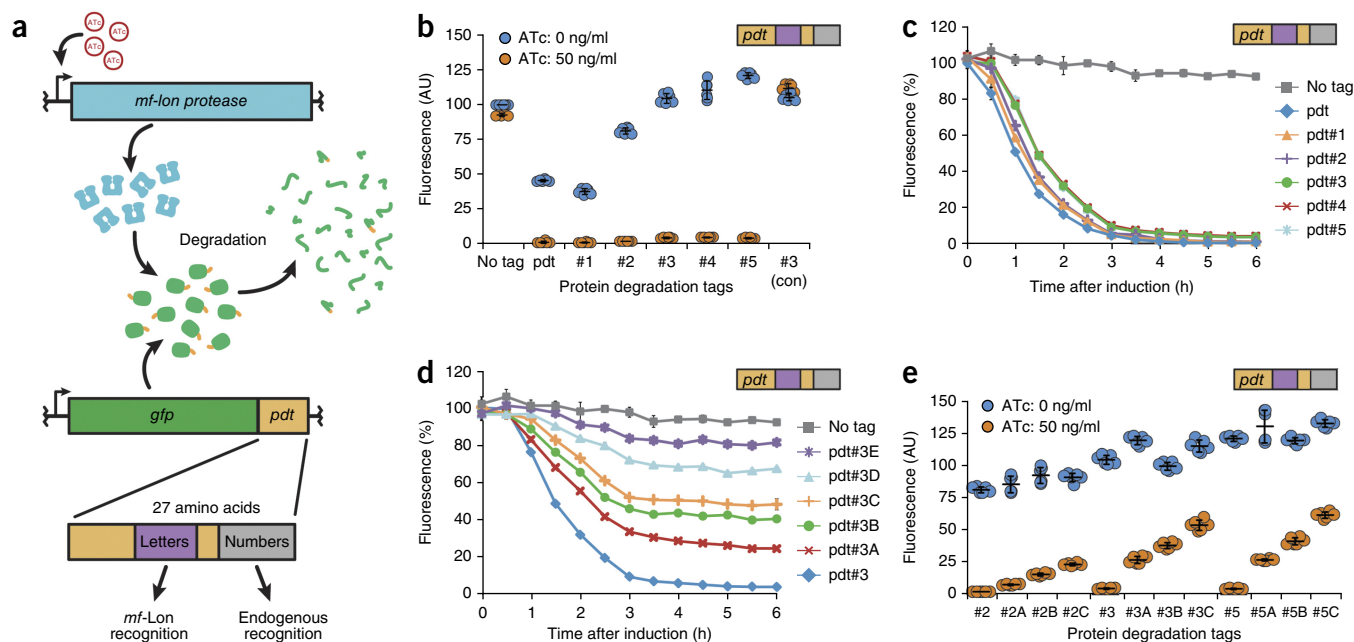 a
ATc
ATc
ATc
ATc
mf-lon protease
Degradation
gfp
pdt
27 amino acids
Letters
Numbers
mf-Lon
recognition
Endogenous
recognition
b
ATc: 0 ng/ml
ATc: 50 ng/ml
pdt
Fluorescence (AU)
150
125
100
75
50
25
0
No tag
pdt
#1
#2
#3
#4
#5
#3
(con)
Protein degradation tags
c
pdt
Fluorescence (%)
120
100
80
60
40
20
0
0
1
2
3
4
5
6
Time after induction (h)
No tag
pdt
pdt#1
pdt#2
pdt#3
pdt#4
pdt#5
d
pdt
Fluorescence (%)
120
100
80
60
40
20
0
0
1
2
3
4
5
6
Time after induction (h)
No tag
pdt#3E
pdt#3D
pdt#3C
pdt#3B
pdt#3A
pdt#3
e
pdt
ATc: 0 ng/ml
ATc: 50 ng/ml
Fluorescence (AU)
150
125
100
75
50
25
0
#2
#2A
#2B
#2C
#3
#3A
#3B
#3C
#5
#5A
#5B
#5C
Protein degradation tags